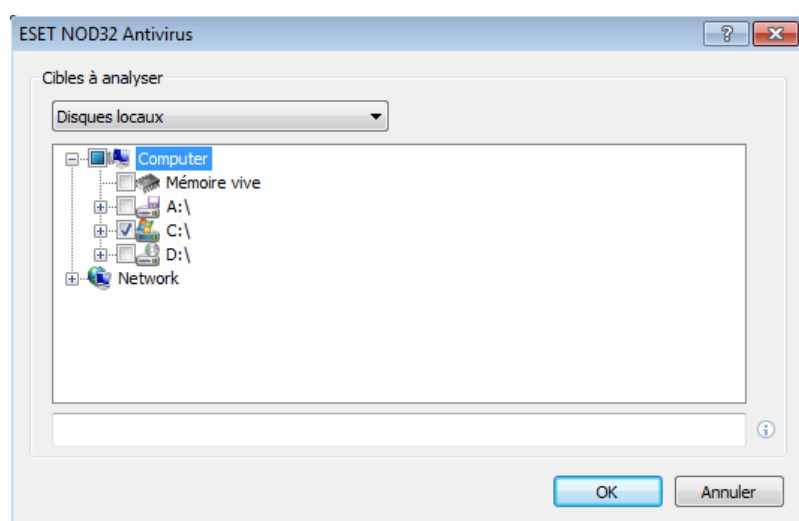 ESET NOD32 Antivirus
Cibles à analyser
Disques locaux
Computer
Mémoire vive
A:\
C:\
D:\
Network
OK Annuler